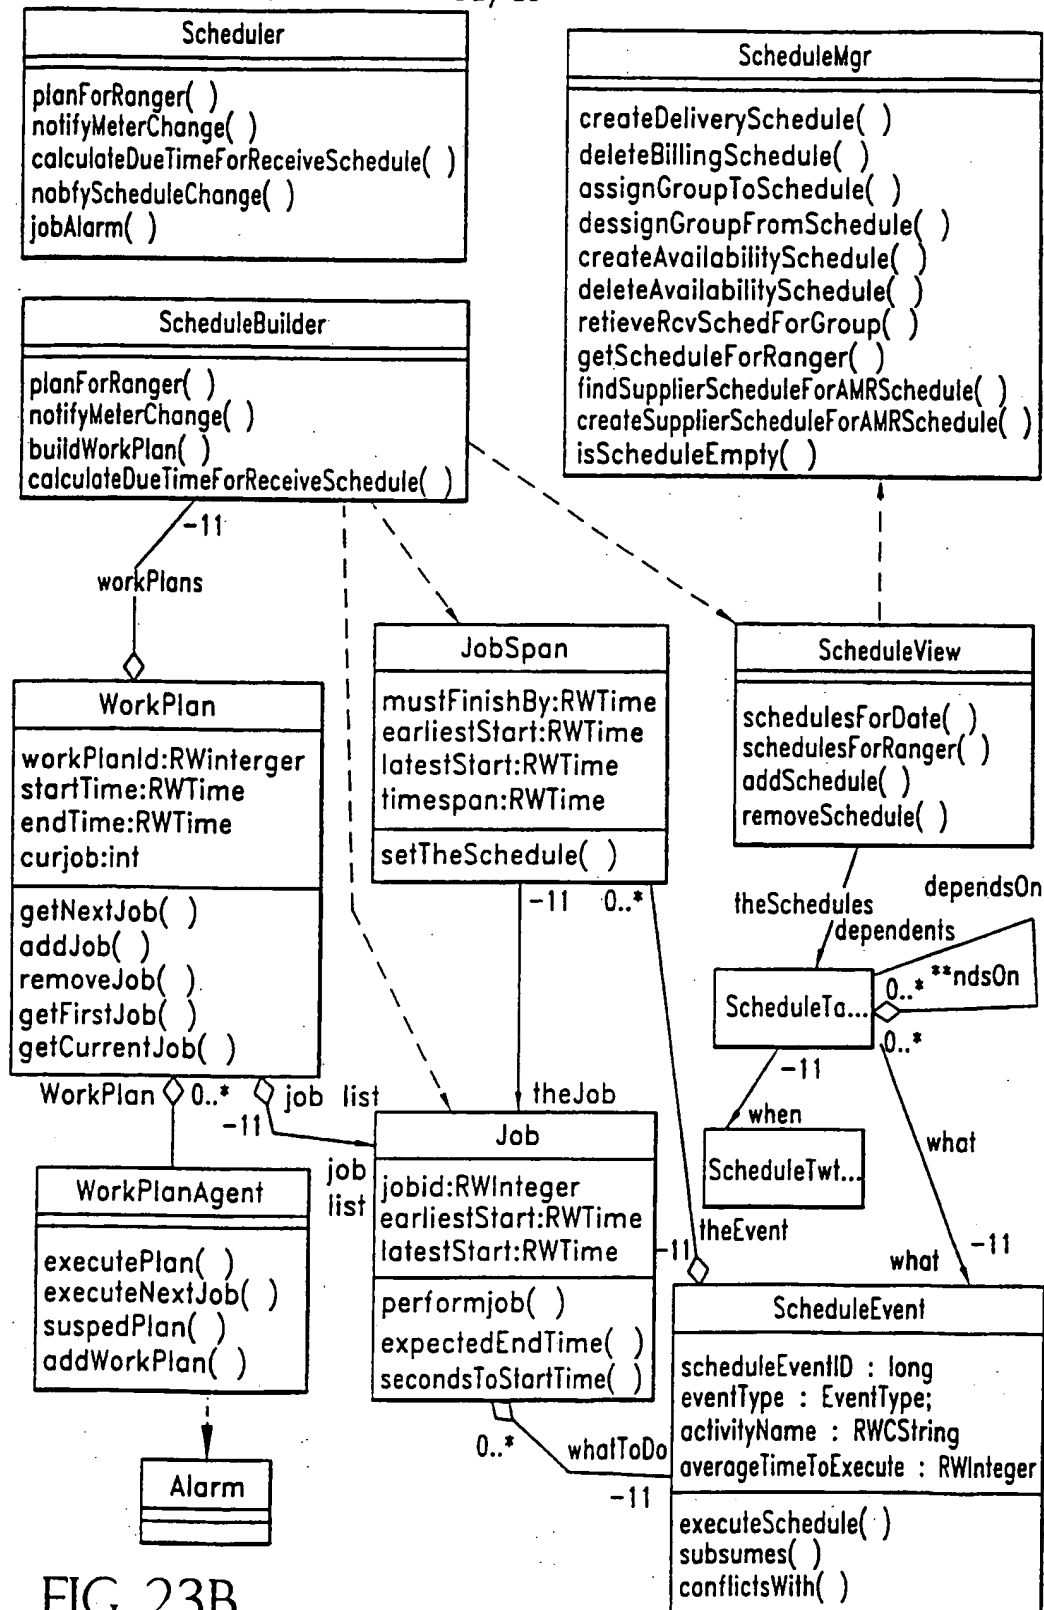 Scheduler
planForRanger( )
notifyMeterChange( )
calculateDueTimeForReceiveSchedule( )
nobfyScheduleChange( )
jobAlarm( )
ScheduleMgr
createDeliverySchedule( )
deleteBillingSchedule( )
assignGroupToSchedule( )
dessignGroupFromSchedule( )
createAvailabilitySchedule( )
deleteAvailabilitySchedule( )
retieveRcvSchedForGroup( )
getScheduleForRanger( )
findSupplierScheduleForAMRSchedule( )
createSupplierScheduleForAMRSchedule( )
isScheduleEmpty( )
ScheduleBuilder
planForRanger( )
notifyMeterChange( )
buildWorkPlan( )
calculateDueTimeForReceiveSchedule( )
-11
workPlans
WorkPlan
workPlanId:RWinterger
startTime:RWTime
endTime:RWTime
curjob:int
getNextJob( )
addJob( )
removeJob( )
getFirstJob( )
getCurrentJob( )
JobSpan
mustFinishBy:RWTime
earliestStart:RWTime
latestStart:RWTime
timespan:RWTime
setTheSchedule( )
-11 0..*
ScheduleView
schedulesForDate( )
schedulesForRanger( )
addSchedule( )
removeSchedule( )
theSchedules
dependsOn
dependents
0..* **ndsOn
ScheduleTa...
0..*
-11
when
ScheduleTwt...
what
what
-11
WorkPlan 0..* job list
-11
job
list
theJob
WorkPlanAgent
executePlan( )
executeNextJob( )
suspedPlan( )
addWorkPlan( )
Alarm
Job
jobid:RWInteger
earliestStart:RWTime
latestStart:RWTime
performjob( )
expectedEndTime( )
secondsToStartTime( )
0..* whatToDo
-11
-11
theEvent
ScheduleEvent
scheduleEventID : long
eventType : EventType;
activityName : RWCString
averageTimeToExecute : RWInteger
executeSchedule( )
subsumes( )
conflictsWith( )
FIG. 23B